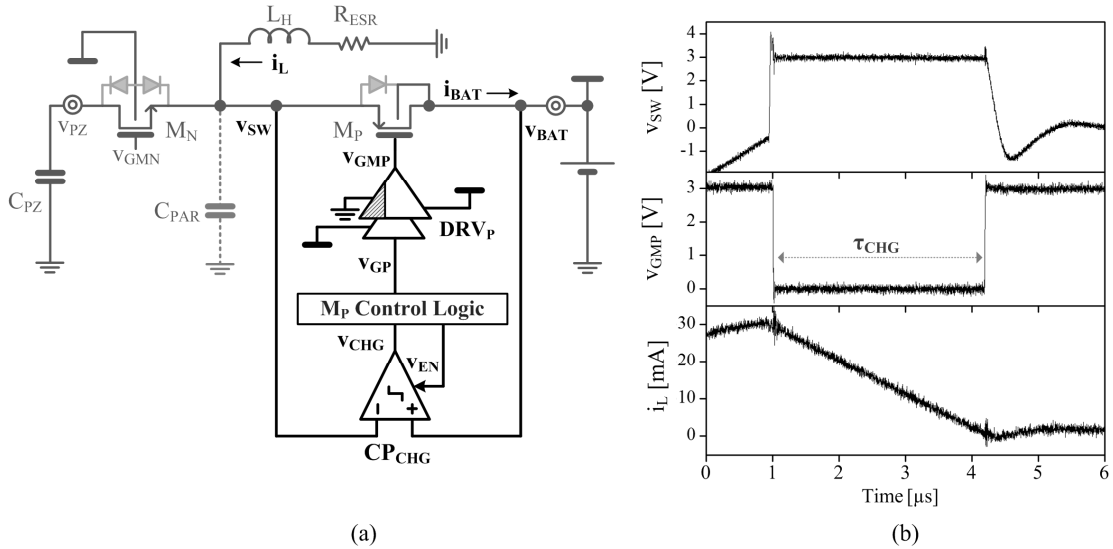 L_H
R_ESR
i_L
i_BAT
v_PZ
M_N
v_SW
M_P
v_BAT
v_GMN
v_GMP
C_PZ
C_PAR
DRV_P
v_GP
M_P Control Logic
v_CHG
v_EN
- +
CP_CHG
(a)
v_SW [V]
4
3
2
1
0
-1
v_GMP [V]
3
2
1
0
τ_CHG
i_L [mA]
30
20
10
0
0 1 2 3 4 5 6
Time [µs]
(b)